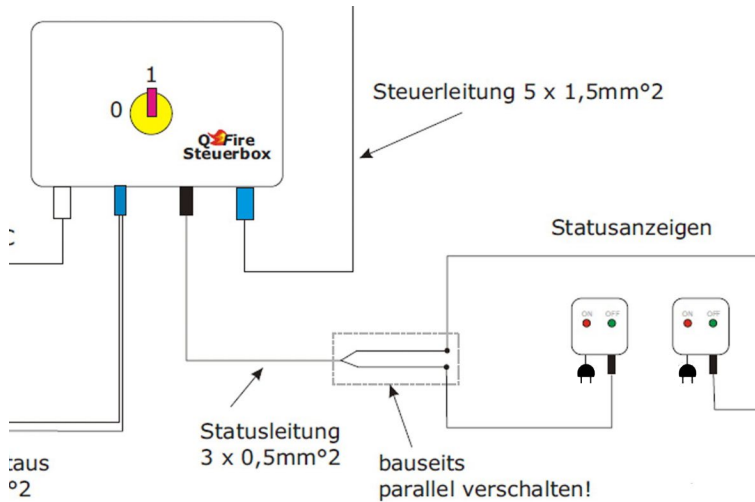 1
0
Q Fire
Steuerbox
Steuerleitung 5 x 1,5mm°2
C
Statusanzeigen
ON OFF
ON OFF
Statusleitung
3 x 0,5mm°2
bauseits
parallel verschalten!
taus
°2